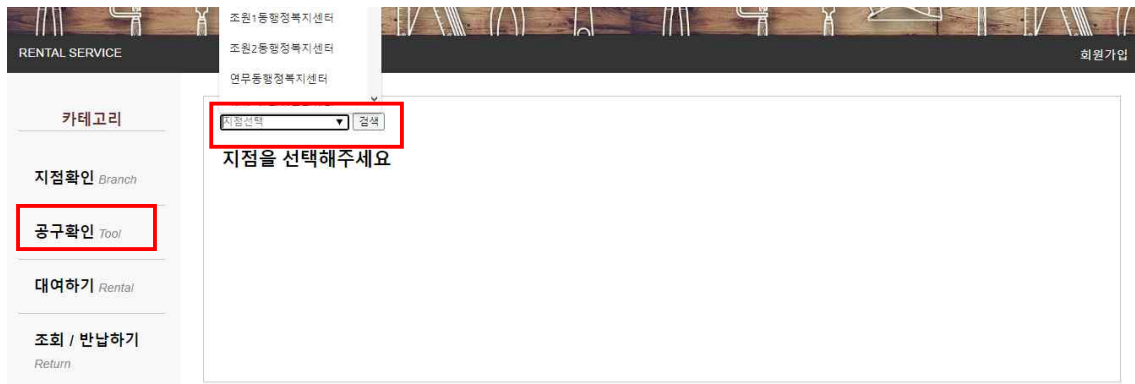 조원1동행정복지센터
조원2동행정복지센터
연무동행정복지센터
RENTAL SERVICE
회원가입
카테고리
지점확인 Branch
공구확인 Tool
대여하기 Rental
조회 / 반납하기
Return
지점선택 ▼ 검색
지점을 선택해주세요